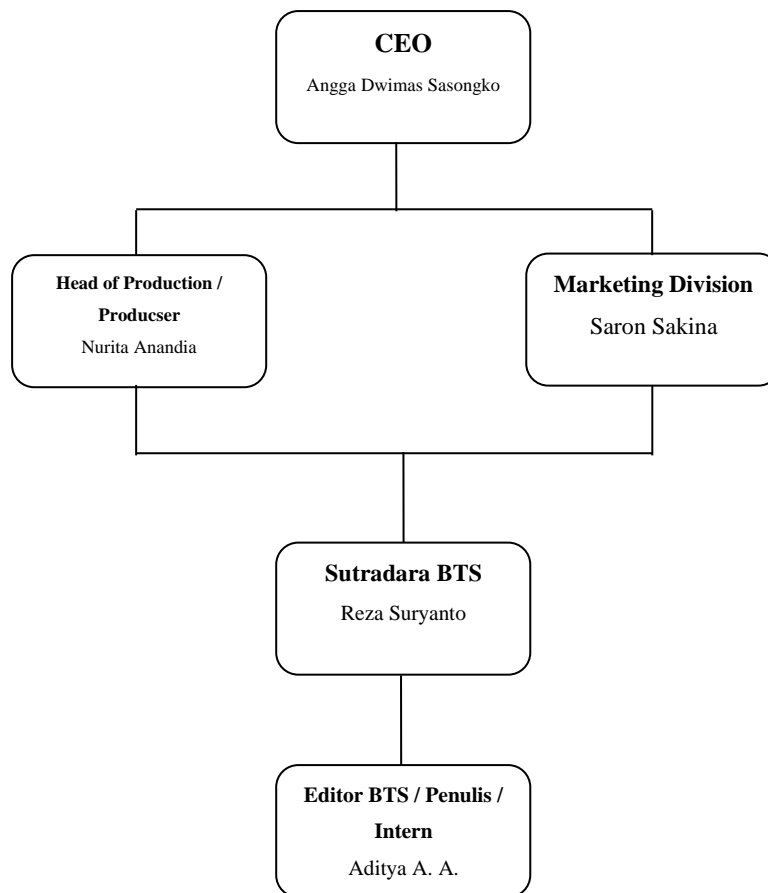 CEO
Angga Dwimas Sasongko
Head of Production /
Producser
Nurita Anandia
Marketing Division
Saron Sakina
Sutradara BTS
Reza Suryanto
Editor BTS / Penulis /
Intern
Aditya A. A.